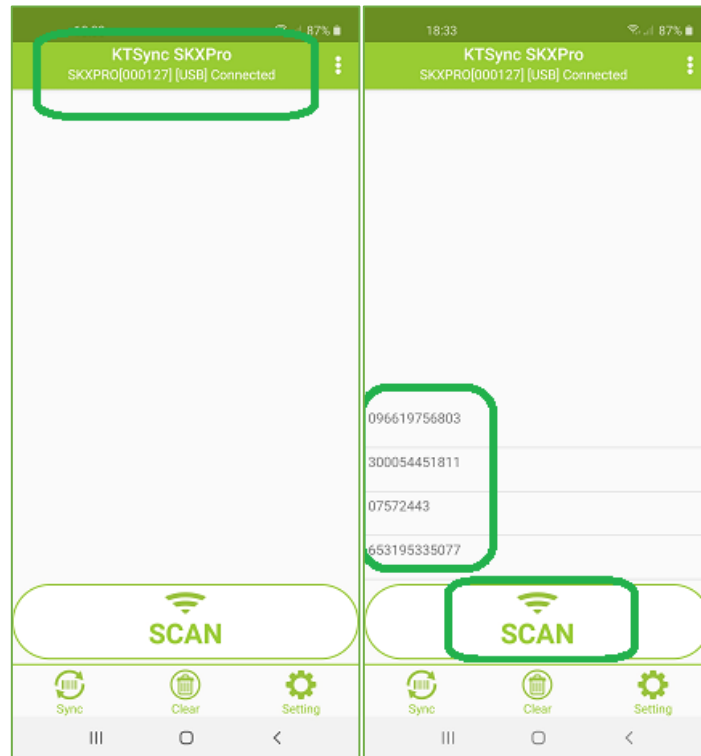 87%
KTSync SKXPro
SKXPRO[000127] [USB] Connected
SCAN
Sync
Clear
Setting
18:33
87%
KTSync SKXPro
SKXPRO[000127] [USB] Connected
096619756803
300054451811
07572443
653195335077
SCAN
Sync
Clear
Setting